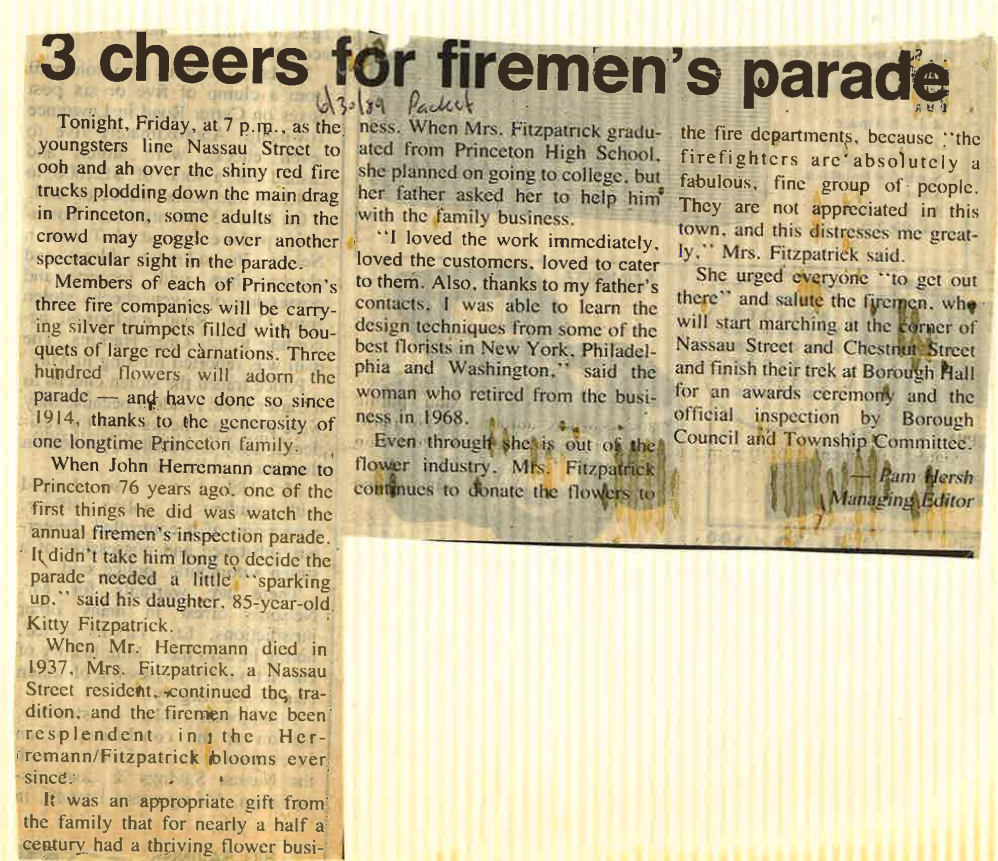 3 cheers for firemen's parade
6/30/89 Packet
Tonight, Friday, at 7 p.m., as the
youngsters line Nassau Street to
ooh and ah over the shiny red fire
trucks plodding down the main drag
in Princeton, some adults in the
crowd may goggle over another
spectacular sight in the parade.
Members of each of Princeton's
three fire companies will be carry-
ing silver trumpets filled with bou-
quets of large red carnations. Three
hundred flowers will adorn the
parade — and have done so since
1914, thanks to the generosity of
one longtime Princeton family.
When John Herremann came to
Princeton 76 years ago, one of the
first things he did was watch the
annual firemen's inspection parade.
It didn't take him long to decide the
parade needed a little "sparking
up," said his daughter, 85-year-old
Kitty Fitzpatrick.
When Mr. Herremann died in
1937, Mrs. Fitzpatrick, a Nassau
Street resident, continued the tra-
dition, and the firemen have been
resplendent in the Her-
remann/Fitzpatrick blooms ever
since.
It was an appropriate gift from
the family that for nearly a half a
century had a thriving flower busi-
ness. When Mrs. Fitzpatrick gradu-
ated from Princeton High School,
she planned on going to college, but
her father asked her to help him
with the family business.
"I loved the work immediately,
loved the customers, loved to cater
to them. Also, thanks to my father's
contacts, I was able to learn the
design techniques from some of the
best florists in New York, Philadel-
phia and Washington," said the
woman who retired from the busi-
ness in 1968.
Even through she is out of the
flower industry, Mrs. Fitzpatrick
continues to donate the flowers to
the fire departments, because "the
firefighters are absolutely a
fabulous, fine group of people.
They are not appreciated in this
town, and this distresses me great-
ly," Mrs. Fitzpatrick said.
She urged everyone "to get out
there" and salute the firemen, who
will start marching at the corner of
Nassau Street and Chestnut Street
and finish their trek at Borough Hall
for an awards ceremony and the
official inspection by Borough
Council and Township Committee.
— Pam Hersh
Managing Editor